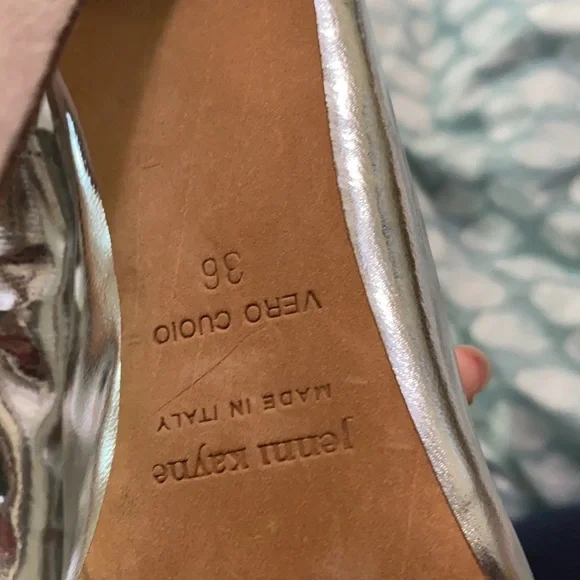 jenni kayne
MADE IN ITALY
VERO CUOIO
36